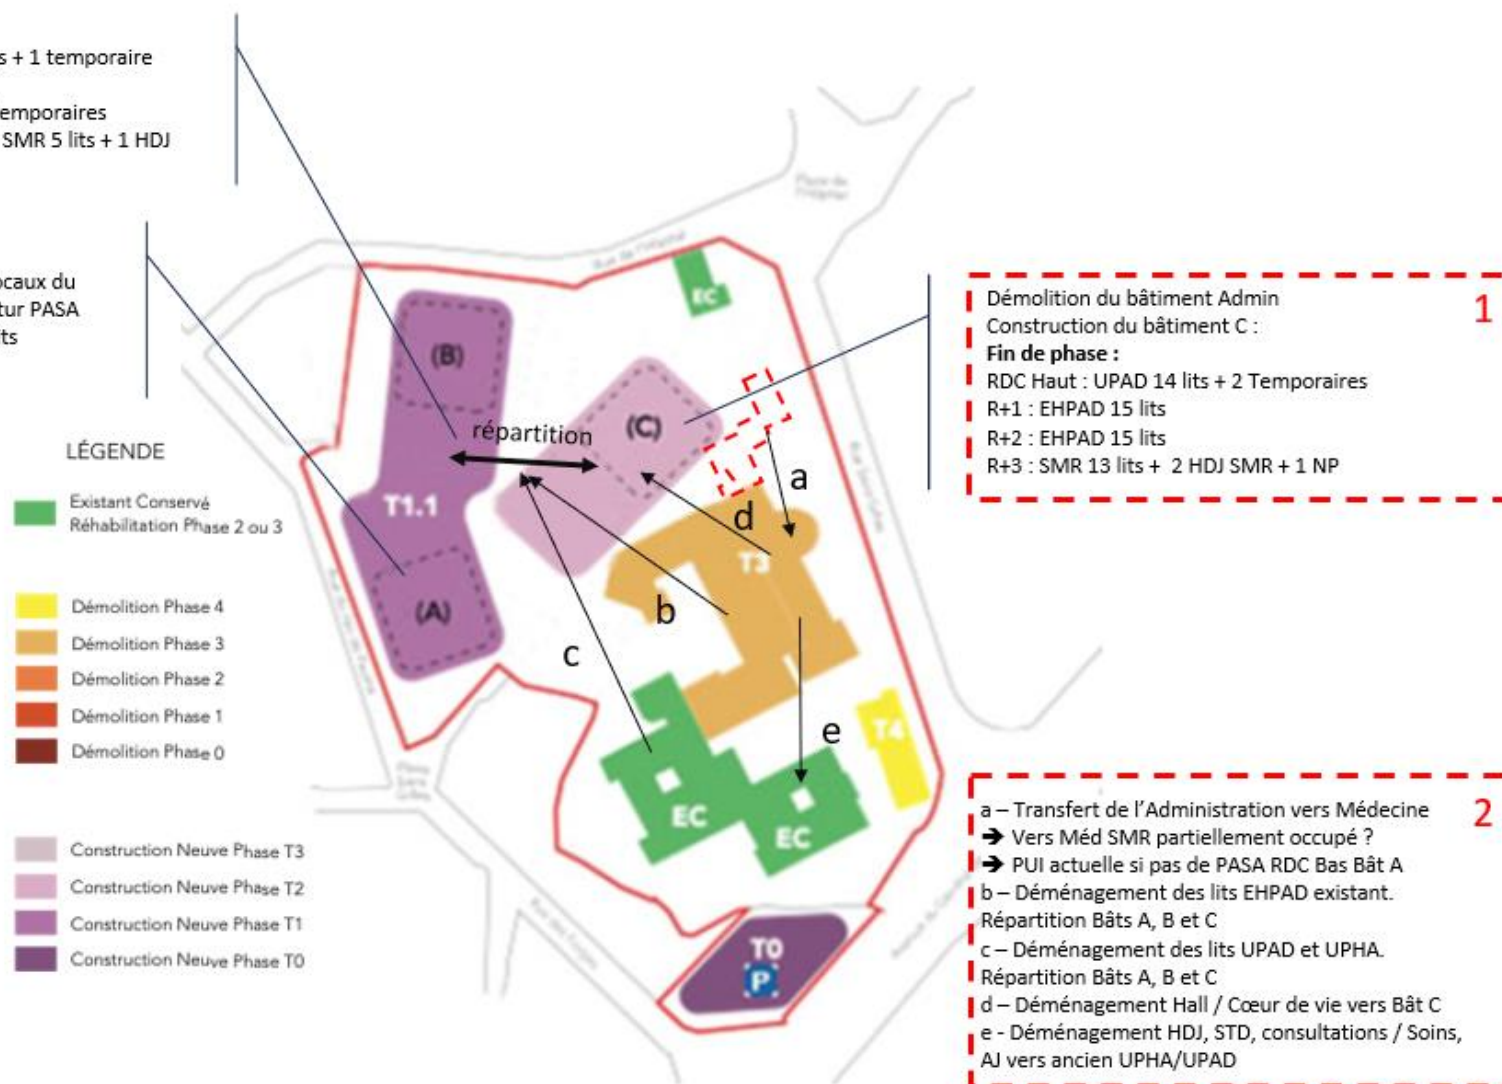 s + 1 temporaire
emporaires
SMR 5 lits + 1 HDJ
ocaux du
tur PASA
ts
LÉGENDE
Existant Conservé
Réhabilitation Phase 2 ou 3
Démolition Phase 4
Démolition Phase 3
Démolition Phase 2
Démolition Phase 1
Démolition Phase 0
Construction Neuve Phase T3
Construction Neuve Phase T2
Construction Neuve Phase T1
Construction Neuve Phase T0
Place de
l'Hôpital
Rue de l'Hôpital
EC
(B)
répartition
(C)
a
T1.1
d
T3
(A)
b
c
e
T4
EC
EC
T0
P
1
Démolition du bâtiment Admin
Construction du bâtiment C :
Fin de phase :
RDC Haut : UPAD 14 lits + 2 Temporaires
R+1 : EHPAD 15 lits
R+2 : EHPAD 15 lits
R+3 : SMR 13 lits + 2 HDJ SMR + 1 NP
2
a – Transfert de l'Administration vers Médecine
➔ Vers Méd SMR partiellement occupé ?
➔ PUI actuelle si pas de PASA RDC Bas Bât A
b – Déménagement des lits EHPAD existant.
Répartition Bâts A, B et C
c – Déménagement des lits UPAD et UPHA.
Répartition Bâts A, B et C
d – Déménagement Hall / Cœur de vie vers Bât C
e - Déménagement HDJ, STD, consultations / Soins,
AJ vers ancien UPHA/UPAD